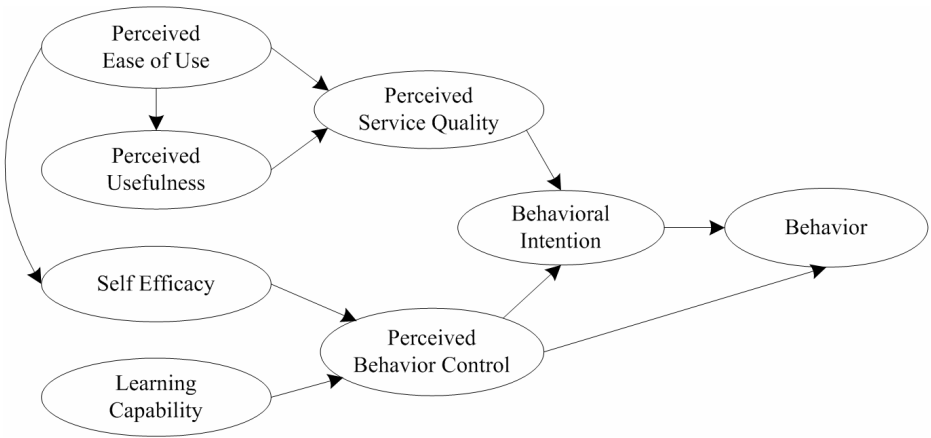 Perceived
Ease of Use
Perceived
Service Quality
Perceived
Usefulness
Behavioral
Intention
Behavior
Self Efficacy
Perceived
Behavior Control
Learning
Capability